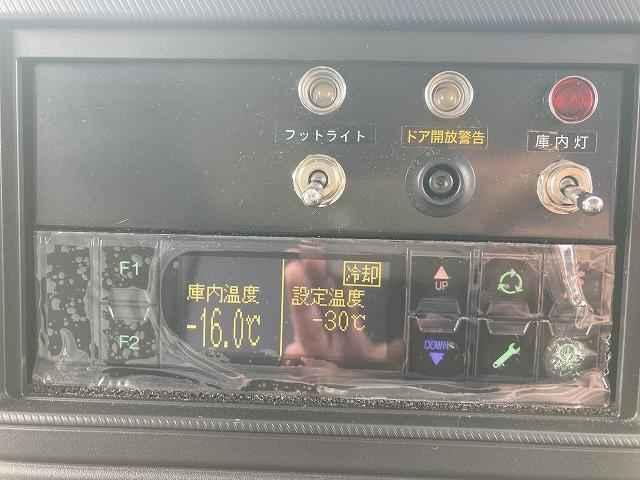 フットライト
ドア開放警告
庫内灯
F1
F2
庫内温度
-16.0℃
冷却
設定温度
-30℃
UP
DOWN